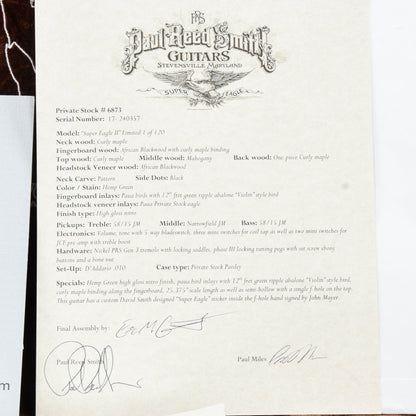 PRS
Paul Reed Smith
GUITARS
STEVENSVILLE MARYLAND
SUPER EAGLE
Private Stock # 6873
Serial Number: 17- 240357
Model: "Super Eagle II" Limited 1 of 120
Neck wood: Curly maple
Fingerboard wood: African Blackwood with curly maple binding
Top wood: Curly maple Middle wood: Mahogany Back wood: One-piece Curly maple
Headstock Veneer wood: African Blackwood
Neck Carve: Pattern Side Dots: Black
Color / Stain: Hemp Green
Fingerboard inlays: Paua birds with 12th fret green ripple abalone "Violin" style bird
Headstock veneer inlays: Paua Private Stock eagle
Finish type: High gloss nitro
Pickups: Treble: 58/15 JM Middle: Narrowfield JM Bass: 58/15 JM
Electronics: Volume, tone with 5 way bladeswitch, three mini switches for coil tap as well as two mini switches for
JCF pre-amp with treble boost
Hardware: Nickel PRS Gen 3 tremolo with locking saddles, phase III locking tuning pegs with set screw ebony
buttons and a bone nut
Set-Up: D'Addario .010 Case type: Private Stock Paisley
Specials: Hemp Green high gloss nitro finish, paua bird inlays with 12th fret green ripple abalone "Violin" style bird,
curly maple binding along the fingerboard, 25.375" scale length as well as semi-hollow with a single f-hole on the top.
This guitar has a custom David Smith designed "Super Eagle" sticker inside the f-hole hand signed by John Mayer.
Final Assembly by:
Paul Reed Smith
Paul Miles
m